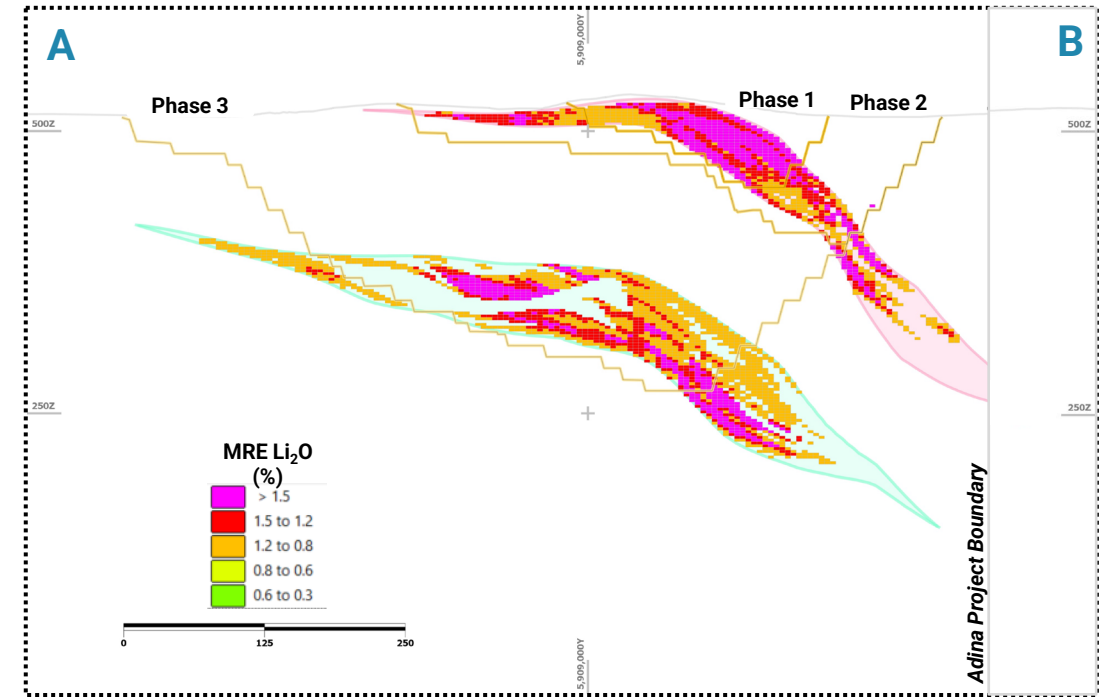 A
B
5,909,000Y
Phase 3
Phase 1
Phase 2
500Z
500Z
250Z
250Z
MRE Li₂O
(%)
> 1.5
1.5 to 1.2
1.2 to 0.8
0.8 to 0.6
0.6 to 0.3
0
125
250
5,909,000Y
Adina Project Boundary